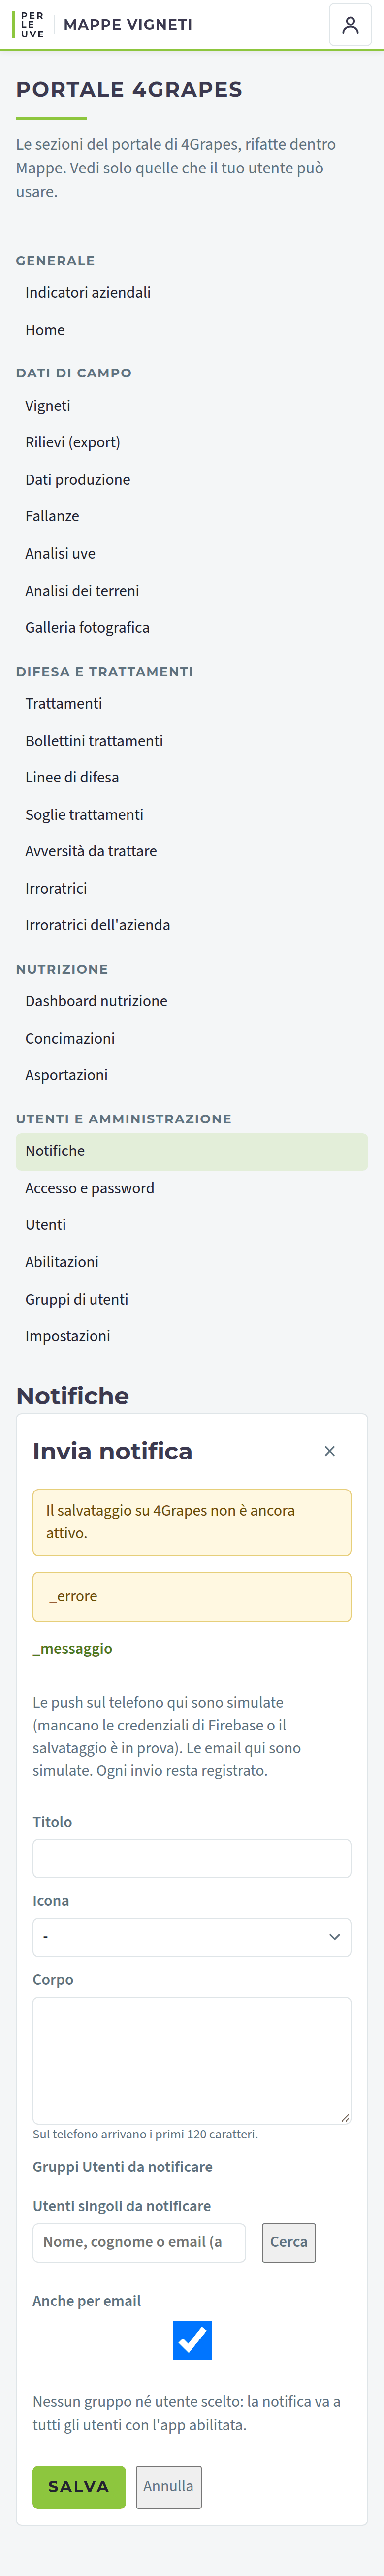 PER
LE
UVE
MAPPE VIGNETI
PORTALE 4GRAPES
Le sezioni del portale di 4Grapes, rifatte dentro
Mappe. Vedi solo quelle che il tuo utente può
usare.
GENERALE
Indicatori aziendali
Home
DATI DI CAMPO
Vigneti
Rilievi (export)
Dati produzione
Fallanze
Analisi uve
Analisi dei terreni
Galleria fotografica
DIFESA E TRATTAMENTI
Trattamenti
Bollettini trattamenti
Linee di difesa
Soglie trattamenti
Avversità da trattare
Irroratrici
Irroratrici dell'azienda
NUTRIZIONE
Dashboard nutrizione
Concimazioni
Asportazioni
UTENTI E AMMINISTRAZIONE
Notifiche
Accesso e password
Utenti
Abilitazioni
Gruppi di utenti
Impostazioni
Notifiche
Invia notifica
×
Il salvataggio su 4Grapes non è ancora
attivo.
_errore
_messaggio
Le push sul telefono qui sono simulate
(mancano le credenziali di Firebase o il
salvataggio è in prova). Le email qui sono
simulate. Ogni invio resta registrato.
Titolo
Icona
-
Corpo
Sul telefono arrivano i primi 120 caratteri.
Gruppi Utenti da notificare
Utenti singoli da notificare
Nome, cognome o email (a
Cerca
Anche per email
Nessun gruppo né utente scelto: la notifica va a
tutti gli utenti con l'app abilitata.
SALVA
Annulla